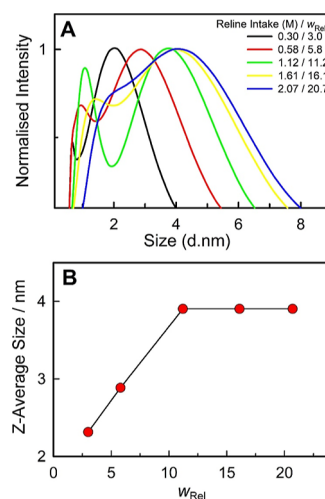 A
Reline Intake (M) / wRel
0.30 / 3.0
0.58 / 5.8
1.12 / 11.2
1.61 / 16.1
2.07 / 20.7
Normalised Intensity
1
2 4 6 8
Size (d.nm)
B
Z-Average Size / nm
4
3
2
0 5 10 15 20
wRel